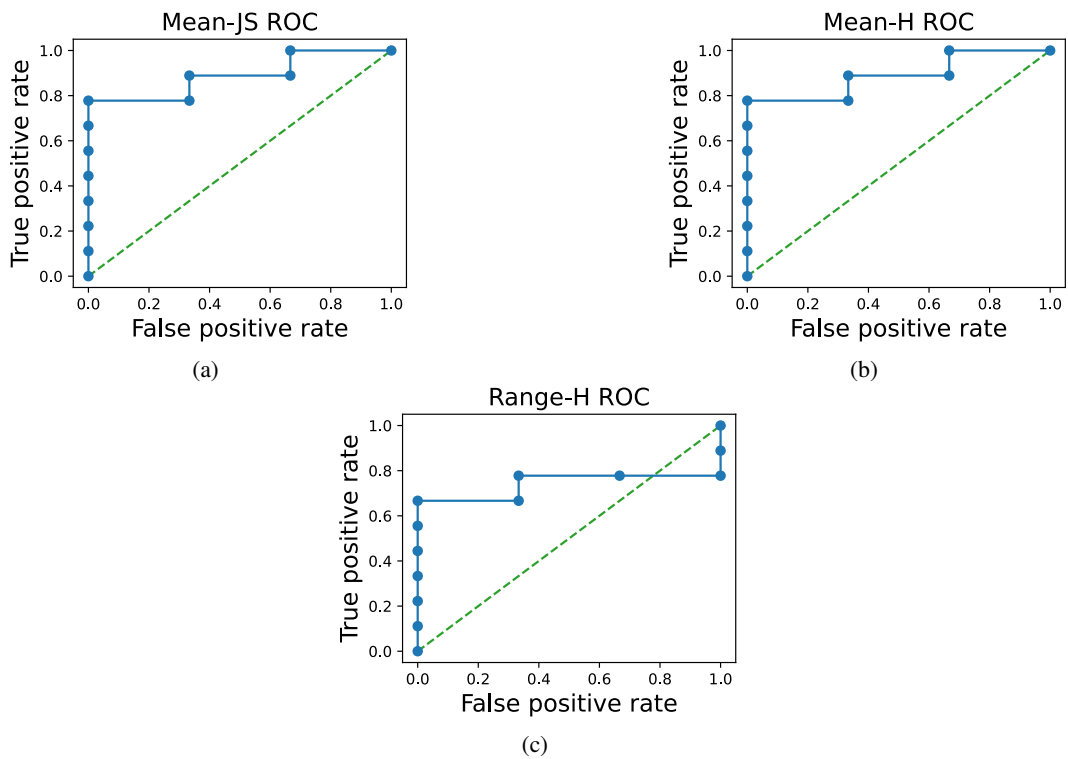 Mean-JS ROC
1.0
0.8
0.6
0.4
0.2
0.0
True positive rate
0.0 0.2 0.4 0.6 0.8 1.0
False positive rate
(a)
Mean-H ROC
1.0
0.8
0.6
0.4
0.2
0.0
True positive rate
0.0 0.2 0.4 0.6 0.8 1.0
False positive rate
(b)
Range-H ROC
1.0
0.8
0.6
0.4
0.2
0.0
True positive rate
0.0 0.2 0.4 0.6 0.8 1.0
False positive rate
(c)